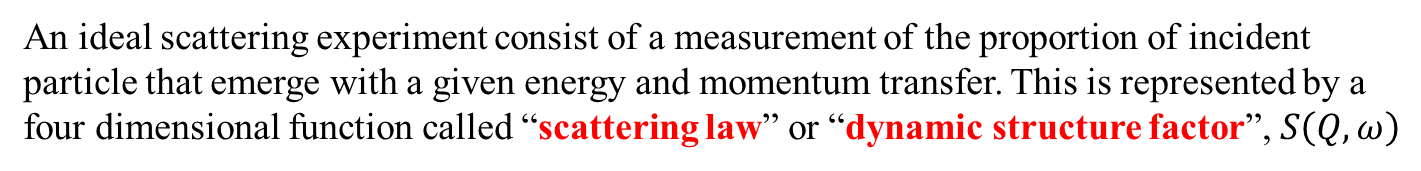 An ideal scattering experiment consist of a measurement of the proportion of incident
particle that emerge with a given energy and momentum transfer. This is represented by a
four dimensional function called “scattering law” or “dynamic structure factor”, 𝑆(𝑄, 𝜔)